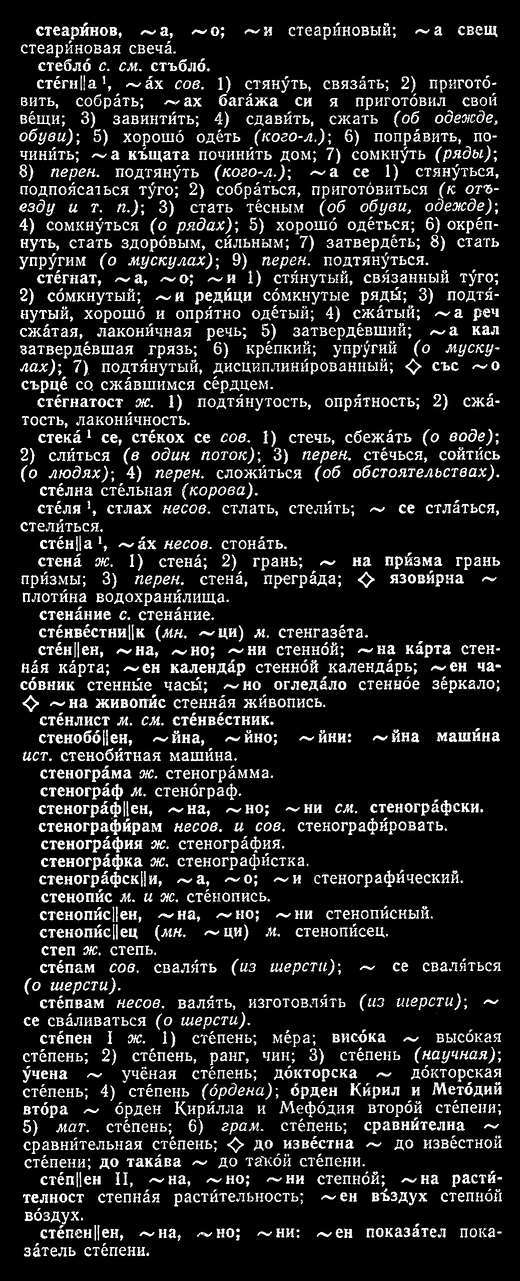 стеари́нов, ~а, ~о; ~и стеари́новый; ~а свещ
стеари́новая свеча́.
стебло́ с. см. стъбло́.
сте́гн||а¹, ~а́х сов. 1) стяну́ть, связа́ть; 2) пригото́-
вить, собра́ть; ~ах бага́жа си я пригото́вил свой
ве́щи; 3) завинти́ть; 4) сдави́ть, сжать (об одежде,
обуви); 5) хорошо́ оде́ть (кого-л.); 6) попра́вить, по-
чини́ть; ~а къ́щата почини́ть дом; 7) сомкну́ть (ряды);
8) перен. подтяну́ть (кого-л.); ~а се 1) стяну́ться,
подпоя́саться ту́го; 2) собра́ться, пригото́виться (к отъ-
езду и т. п.); 3) стать те́сным (об обуви, одежде);
4) сомкну́ться (о рядах); 5) хорошо́ оде́ться; 6) окре́п-
нуть, стать здоро́вым, си́льным; 7) затверде́ть; 8) стать
упру́гим (о мускулах); 9) перен. подтяну́ться.
сте́гнат, ~а, ~о; ~и 1) стя́нутый, свя́занный ту́го;
2) со́мкнутый; ~и реди́ци со́мкнутые ряды́; 3) подтя́-
нутый, хорошо́ и опря́тно оде́тый; 4) сжа́тый; ~а реч
сжа́тая, лакони́чная речь; 5) затверде́вший; ~а кал
затверде́вшая грязь; 6) кре́пкий; упру́гий (о муску-
лах); 7) подтя́нутый, дисциплини́рованный; ◇ със ~о
сърце́ со сжа́вшимся се́рдцем.
сте́гнатост ж. 1) подтя́нутость, опря́тность; 2) сжа́-
тость, лакони́чность.
стека́¹ се, сте́кох се сов. 1) стечь, сбежа́ть (о воде);
2) сли́ться (в один поток); 3) перен. сте́чься, сойти́сь
(о людях); 4) перен. сложи́ться (об обстоятельствах).
сте́лна сте́льная (корова).
сте́ля¹, стлах несов. стлать, стели́ть; ~ се стла́ться,
стели́ться.
сте́н||а¹, ~а́х несов. стона́ть.
стена́ ж. 1) стена́; 2) грань; ~ на при́зма грань
при́змы; 3) перен. стена́, прегра́да; ◇ язови́рна ~
плоти́на водохрани́лища.
стена́ние с. стена́ние.
сте́нвестни||к (мн. ~ци) м. стенгазе́та.
сте́н||ен, ~на, ~но; ~ни стенно́й; ~на ка́рта стен-
на́я ка́рта; ~ен календа́р стенно́й календа́рь; ~ен ча-
со́вник стенны́е часы́; ~но огледа́ло стенно́е зе́ркало;
◇ ~на живо́пис стенна́я жи́вопись.
сте́нлист м. см. сте́нвестник.
стенобо́||ен, ~йна, ~йно; ~йни: ~йна маши́на
ист. стеноби́тная маши́на.
стеногра́ма ж. стеногра́мма.
стеногра́ф м. стено́граф.
стеногра́ф||ен, ~на, ~но; ~ни см. стеногра́фски.
стенографи́рам несов. и сов. стенографи́ровать.
стеногра́фия ж. стеногра́фия.
стеногра́фка ж. стенографи́стка.
стеногра́фск||и, ~а, ~о; ~и стенографи́ческий.
стенопи́с м. и ж. сте́нопись.
стенопи́с||ен, ~на, ~но; ~ни стенопи́сный.
стенопи́с||ец (мн. ~ци) м. стенопи́сец.
степ ж. степь.
сте́пам сов. сваля́ть (из шерсти); ~ се сваля́ться
(о шерсти).
сте́пвам несов. валя́ть, изготовля́ть (из шерсти); ~
се сва́ливаться (о шерсти).
сте́пен I ж. 1) сте́пень; ме́ра; висо́ка ~ высо́кая
сте́пень; 2) сте́пень, ранг, чин; 3) сте́пень (научная);
у́чена ~ учёная сте́пень; до́кторска ~ до́кторская
сте́пень; 4) сте́пень (о́рдена); о́рден Ки́рил и Мето́дий
вто́ра ~ о́рден Кири́лла и Мефо́дия второ́й сте́пени;
5) мат. сте́пень; 6) грам. сте́пень; сравни́телна ~
сравни́тельная сте́пень; ◇ до изве́стна ~ до изве́стной
сте́пени; до така́ва ~ до тако́й сте́пени.
сте́п||ен II, ~на, ~но; ~ни степно́й; ~на расти́-
телност степна́я расти́тельность; ~ен въ́здух степно́й
во́здух.
сте́пен||ен, ~на, ~но; ~ни: ~ен показа́тел пока-
за́тель сте́пени.